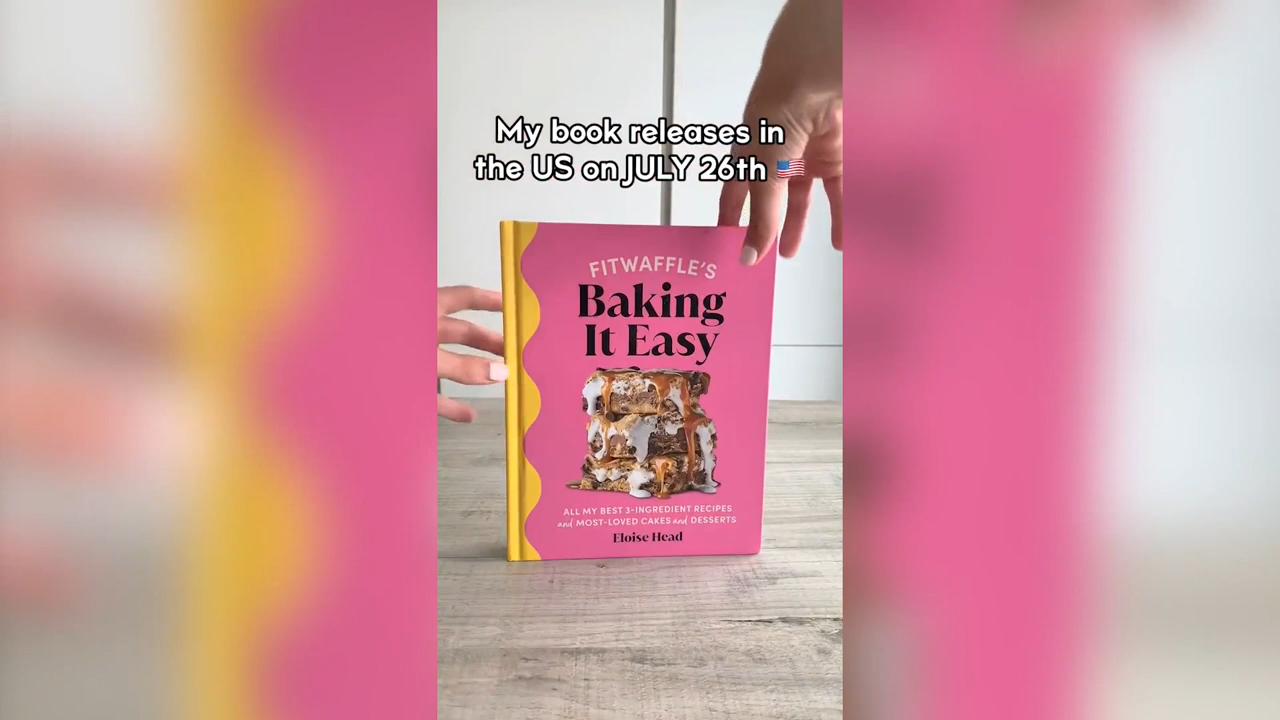 My book releases in
the US on JULY 26th 🇺🇸
FITWAFFLE'S
Baking
It Easy
ALL MY BEST 3-INGREDIENT RECIPES
and MOST-LOVED CAKES and DESSERTS
Eloise Head